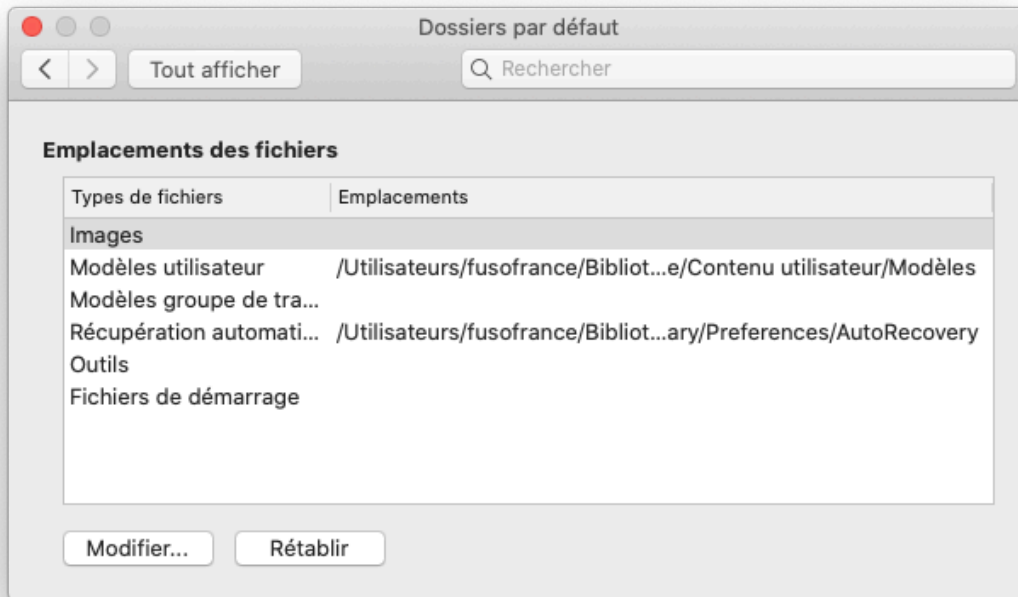 Dossiers par défaut
Tout afficher
Rechercher
Emplacements des fichiers
Types de fichiers Emplacements
Images
Modèles utilisateur /Utilisateurs/fusofrance/Bibliot...e/Contenu utilisateur/Modèles
Modèles groupe de tra...
Récupération automati... /Utilisateurs/fusofrance/Bibliot...ary/Preferences/AutoRecovery
Outils
Fichiers de démarrage
Modifier... Rétablir